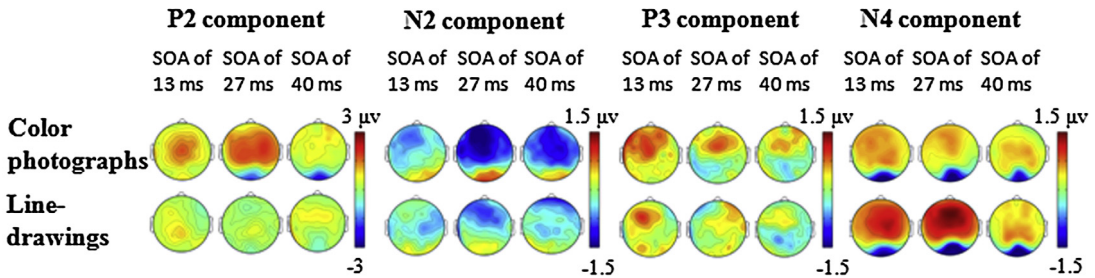 P2 component N2 component P3 component N4 component
SOA of SOA of SOA of SOA of SOA of SOA of SOA of SOA of SOA of SOA of SOA of SOA of
13 ms 27 ms 40 ms 13 ms 27 ms 40 ms 13 ms 27 ms 40 ms 13 ms 27 ms 40 ms
3 μv 1.5 μv 1.5 μv 1.5 μv
Color
photographs
Line-
drawings
-3 -1.5 -1.5 -1.5